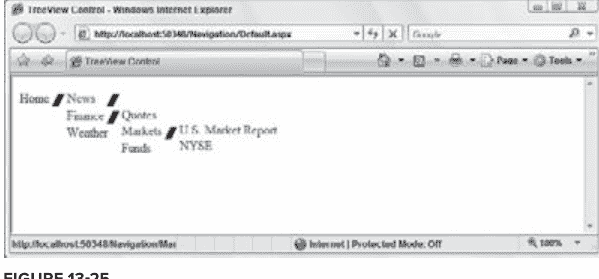 TreeView Control - Windows Internet Explorer
http://localhost:50348/Navigation/Default.aspx
Google
TreeView Control
Page
Tools
Home News
Finance Quotes
Weather Markets U.S. Market Report
Funds NYSE
http://localhost:50348/Navigation/Mar
Internet | Protected Mode: Off
100%
FIGURE 13-25